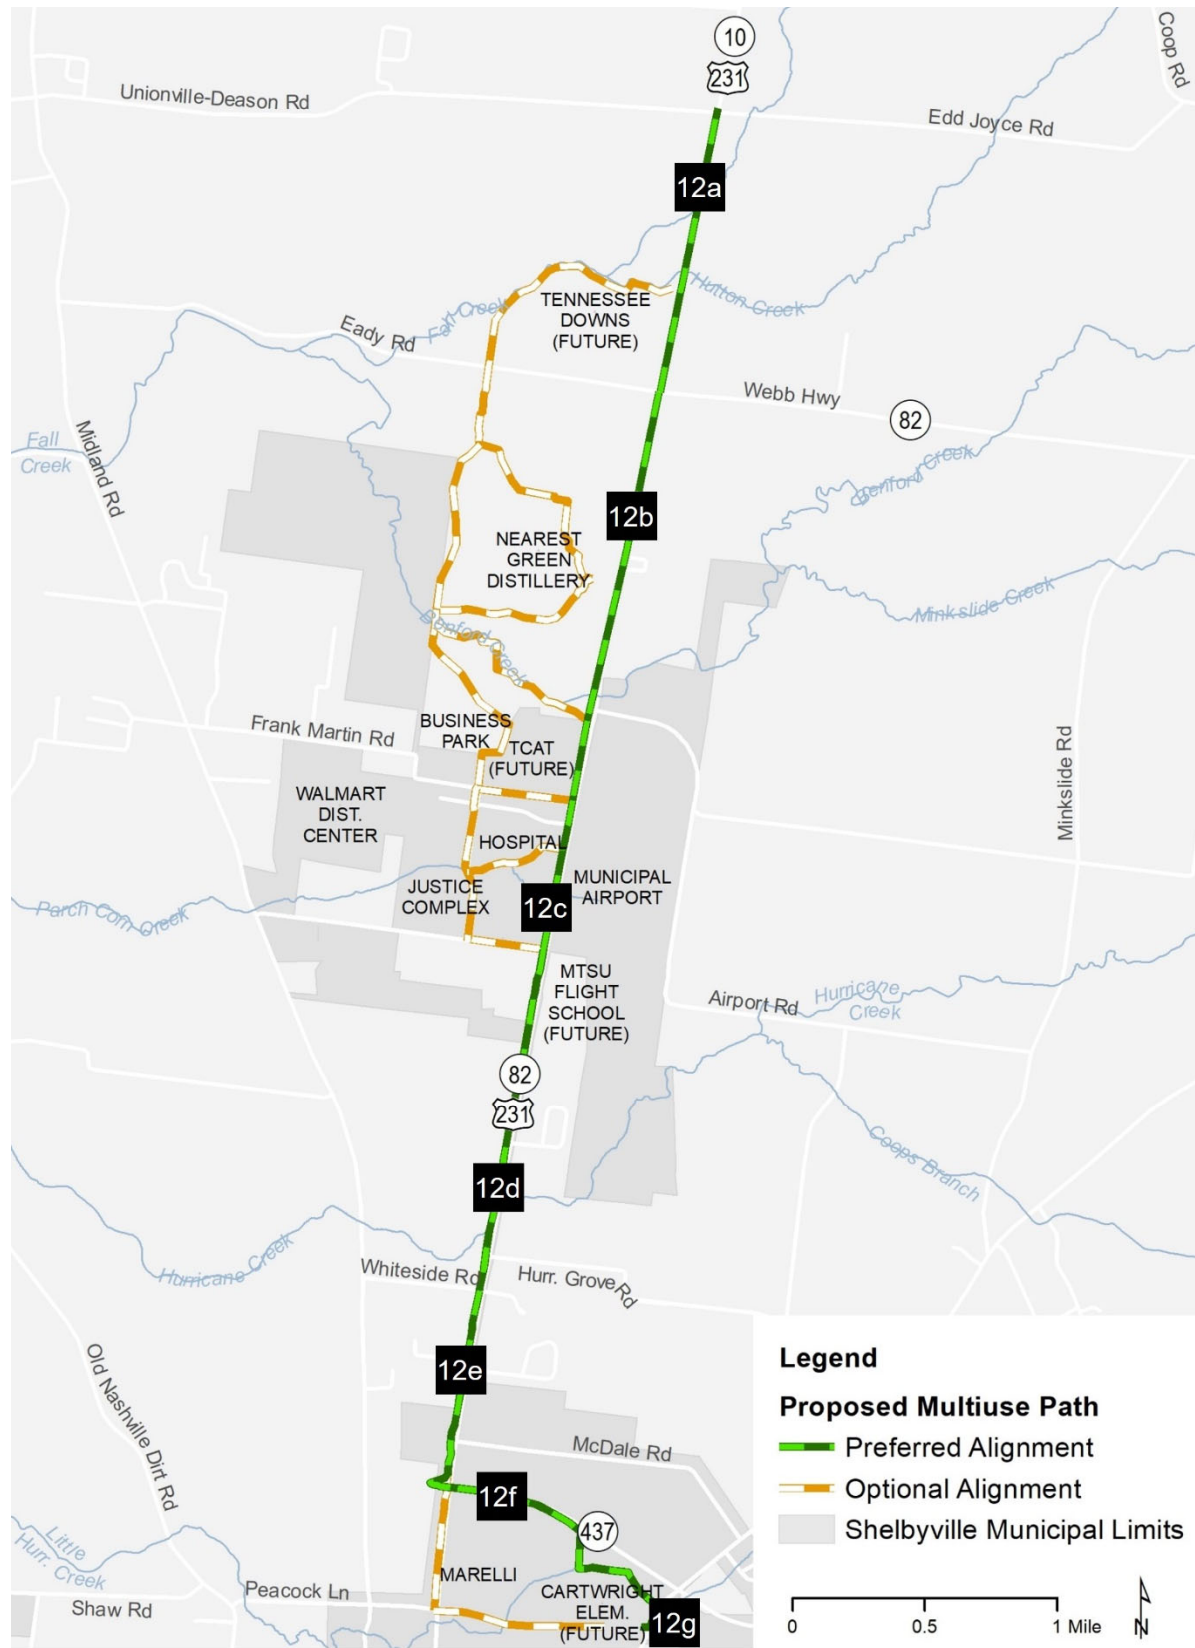 10
231
Coop Rd
Unionville-Deason Rd
Edd Joyce Rd
12a
Hutton Creek
TENNESSEE
DOWNS
(FUTURE)
Fall Creek
Eady Rd
Webb Hwy
82
Midland Rd
Fall
Creek
Benford Creek
12b
NEAREST
GREEN
DISTILLERY
Minkslide Creek
Benford Creek
BUSINESS
PARK
Frank Martin Rd
TCAT
(FUTURE)
Minkslide Rd
WALMART
DIST.
CENTER
HOSPITAL
JUSTICE
COMPLEX
MUNICIPAL
AIRPORT
12c
Parch Corn Creek
MTSU
FLIGHT
SCHOOL
(FUTURE)
Airport Rd
Hurricane
Creek
82
231
Coops Branch
12d
Hurricane Creek
Whiteside Rd
Hurr. Grove Rd
12e
Old Nashville Dirt Rd
McDale Rd
12f
437
Little
Hurr. Creek
MARELLI
Peacock Ln
Shaw Rd
CARTWRIGHT
ELEM.
(FUTURE)
12g
Legend
Proposed Multiuse Path
Preferred Alignment
Optional Alignment
Shelbyville Municipal Limits
0 0.5 1 Mile
N